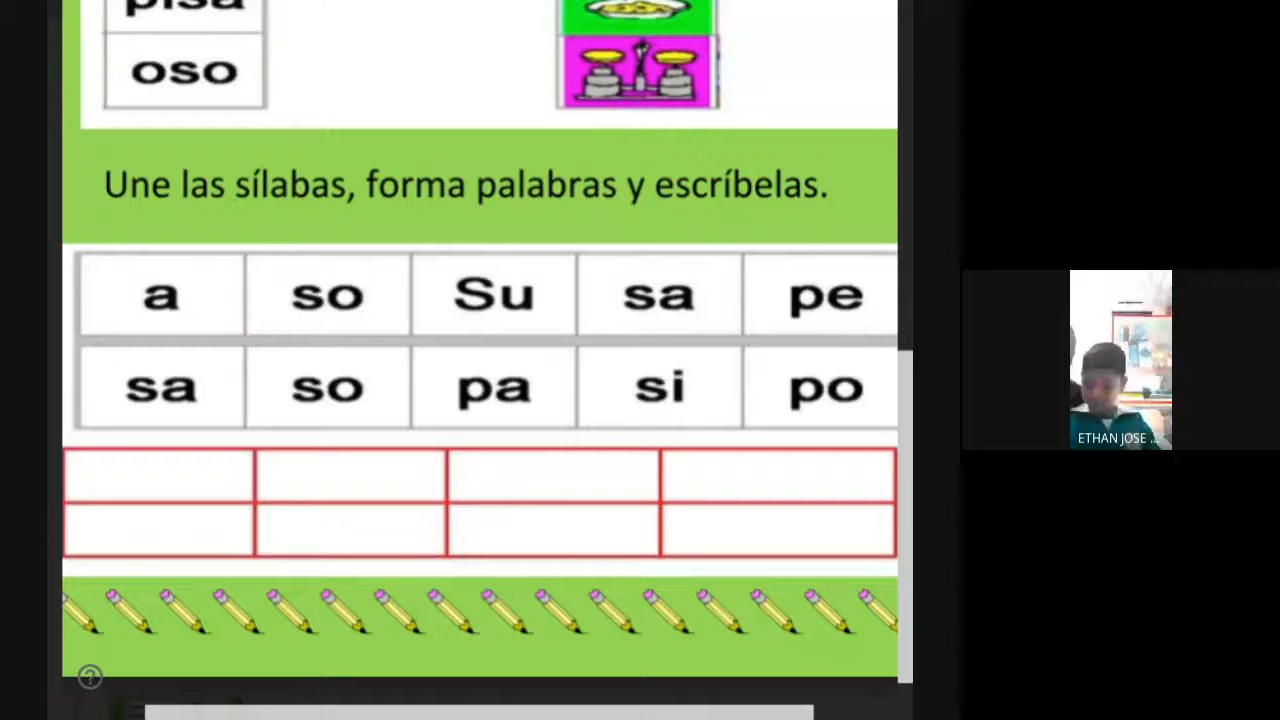 pisa
oso
Une las sílabas, forma palabras y escríbelas.
a so Su sa pe
sa so pa si po
ETHAN JOSE ...
?